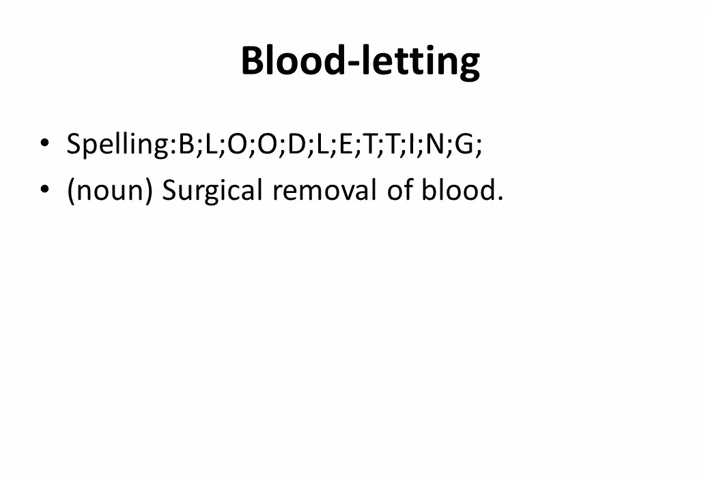 Blood-letting
• Spelling:B;L;O;O;D;L;E;T;T;I;N;G;
• (noun) Surgical removal of blood.